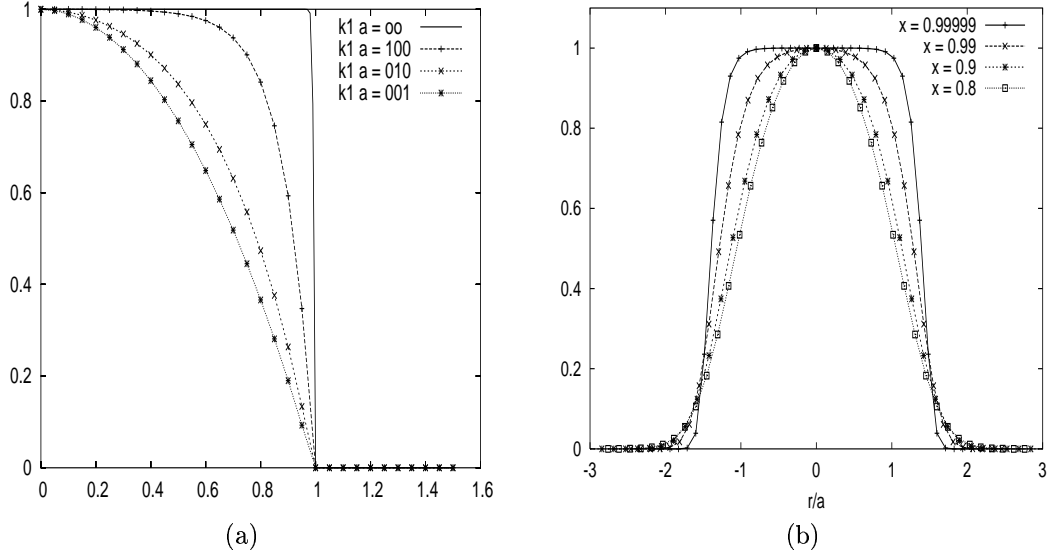 1
0.8
0.6
0.4
0.2
0
0 0.2 0.4 0.6 0.8 1 1.2 1.4 1.6
k1 a = oo
k1 a = 100
k1 a = 010
k1 a = 001
(a)
1
0.8
0.6
0.4
0.2
0
-3 -2 -1 0 1 2 3
r/a
x = 0.99999
x = 0.99
x = 0.9
x = 0.8
(b)